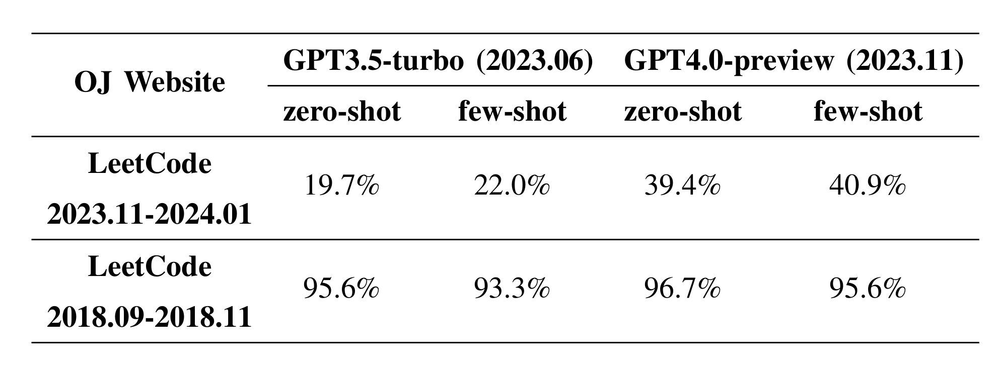 GPT3.5-turbo (2023.06) GPT4.0-preview (2023.11)
OJ Website
zero-shot few-shot zero-shot few-shot
LeetCode
2023.11-2024.01
19.7% 22.0% 39.4% 40.9%
LeetCode
2018.09-2018.11
95.6% 93.3% 96.7% 95.6%